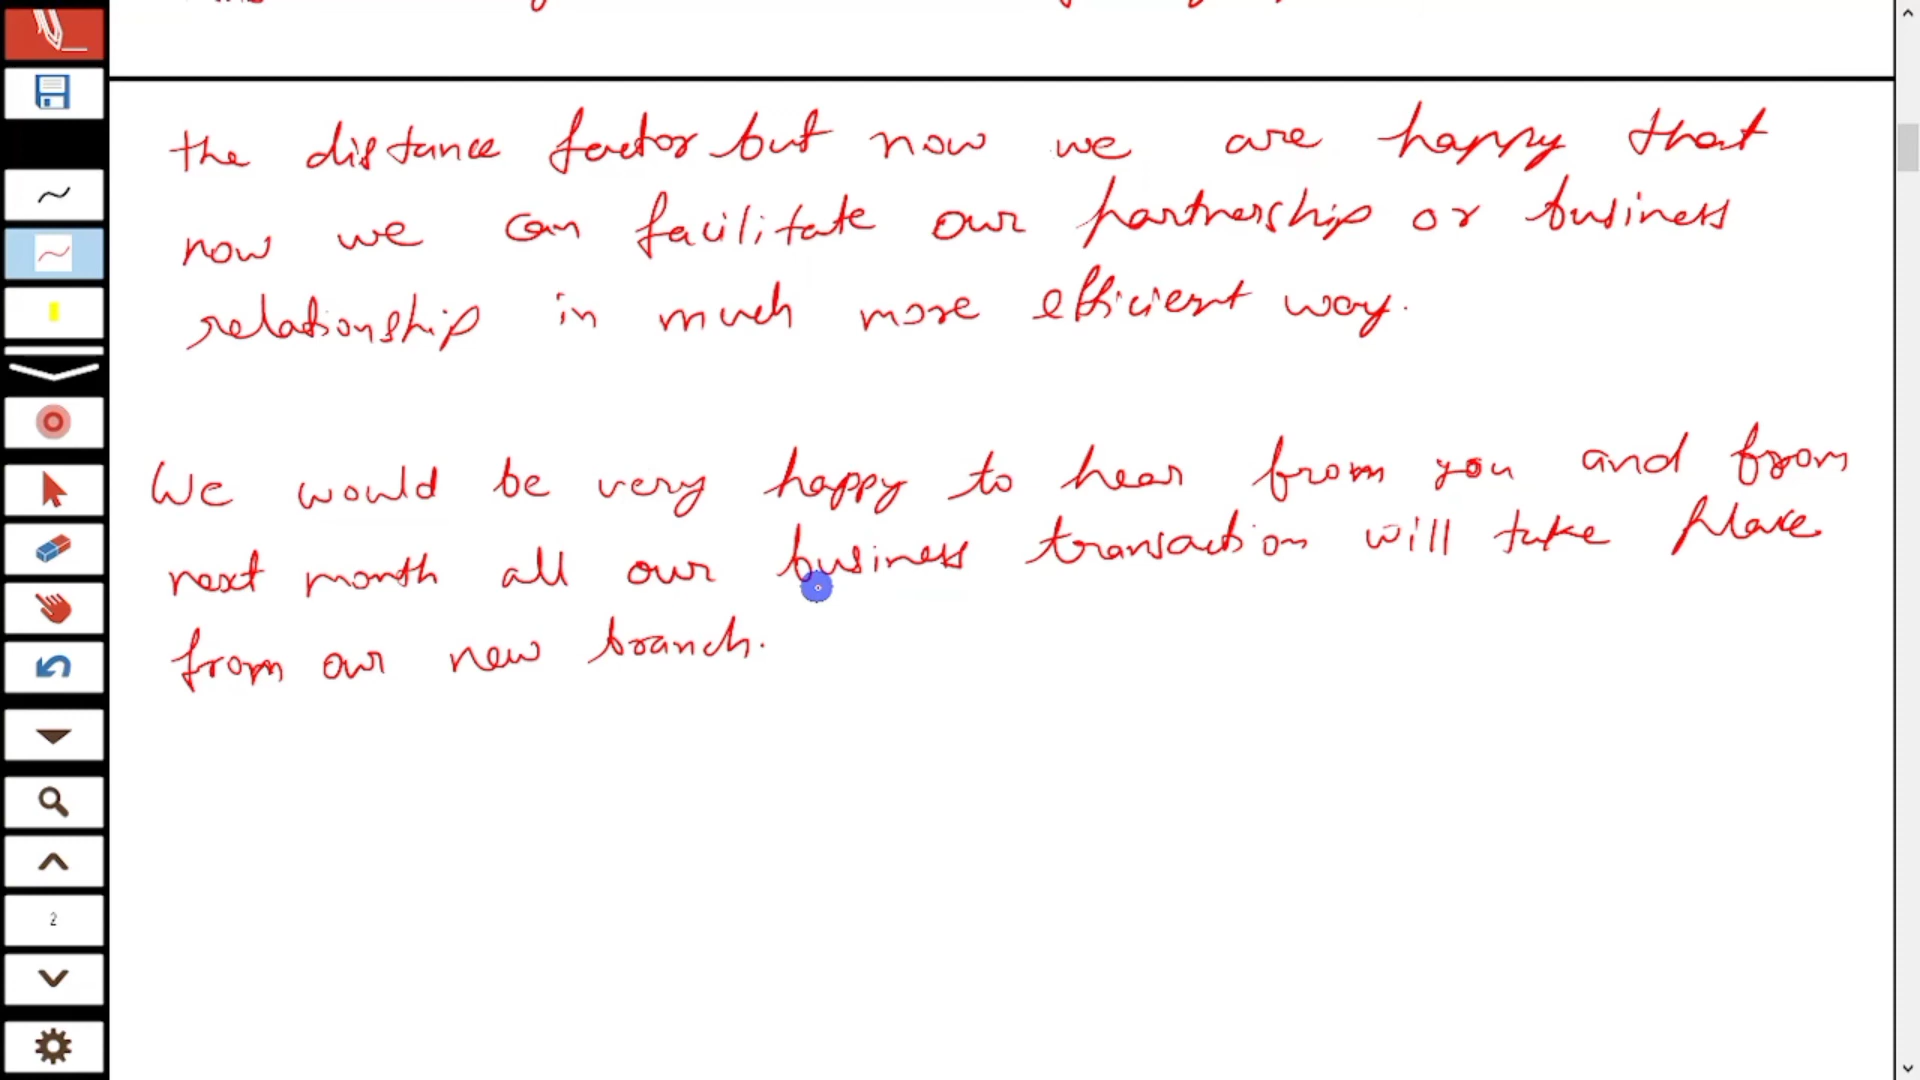 the distance factor but now we are happy that
now we can facilitate our partnership or business
relationship in much more efficient way.
We would be very happy to hear from you and from
next month all our business transaction will take place
from our new branch.
2